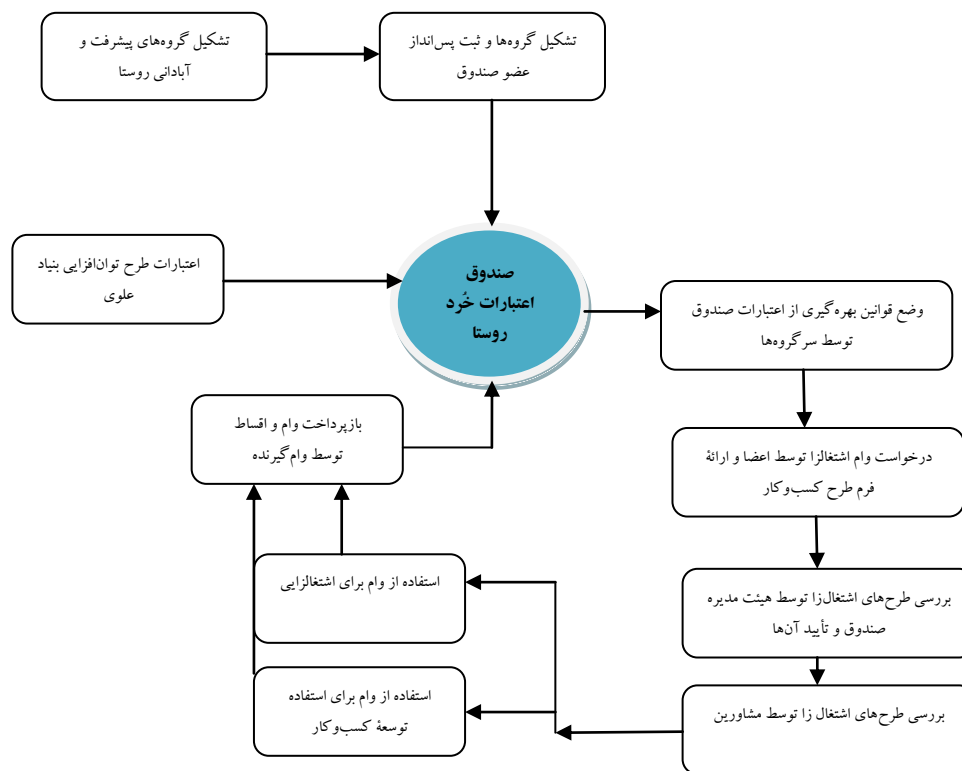 تشکیل گروه‌های پیشرفت و
آبادانی روستا
تشکیل گروه‌ها و ثبت پس‌انداز
عضو صندوق
اعتبارات طرح توان‌افزایی بنیاد
علوی
صندوق
اعتبارات خُرد
روستا
وضع قوانین بهره‌گیری از اعتبارات صندوق
توسط سرگروه‌ها
درخواست وام اشتغالزا توسط اعضا و ارائهٔ
فرم طرح کسب‌وکار
بررسی طرح‌های اشتغال‌زا توسط هیئت مدیره
صندوق و تأیید آن‌ها
بررسی طرح‌های اشتغال زا توسط مشاورین
استفاده از وام برای اشتغالزایی
استفاده از وام برای استفاده
توسعهٔ کسب‌وکار
بازپرداخت وام و اقساط
توسط وام‌گیرنده